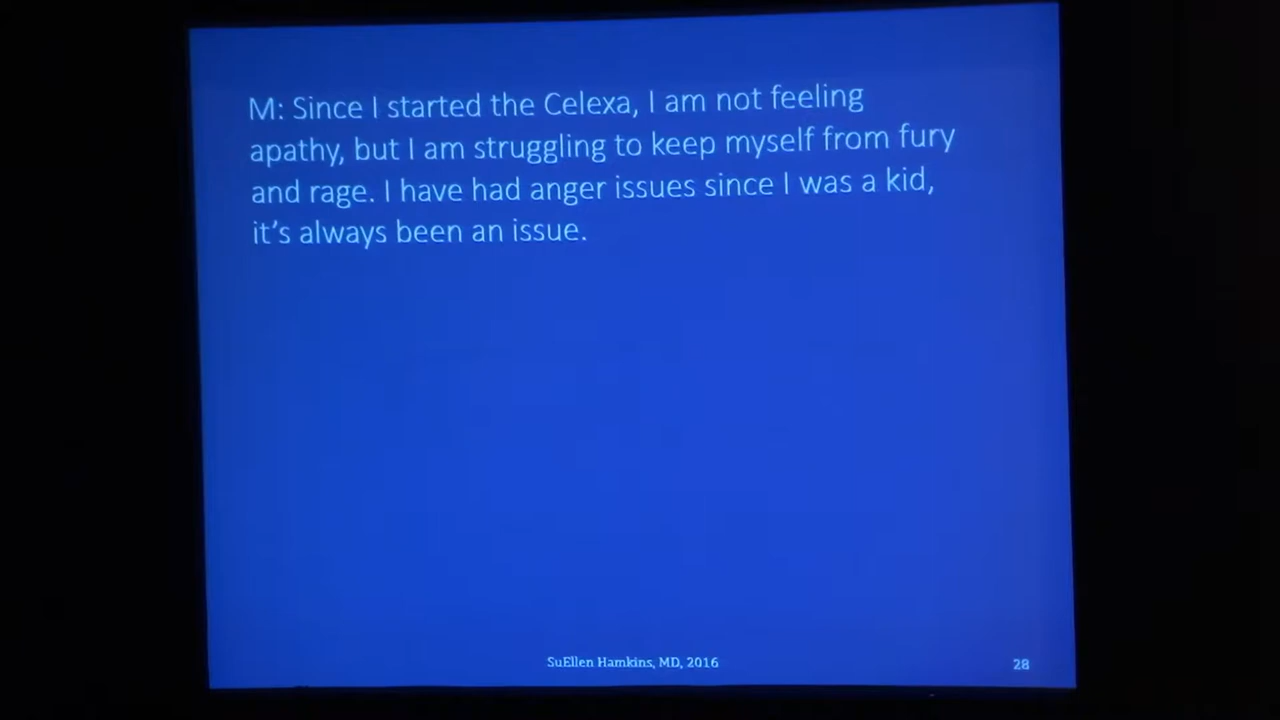 M: Since I started the Celexa, I am not feeling
apathy, but I am struggling to keep myself from fury
and rage. I have had anger issues since I was a kid,
it's always been an issue.
SuEllen Hamkins, MD, 2016
28